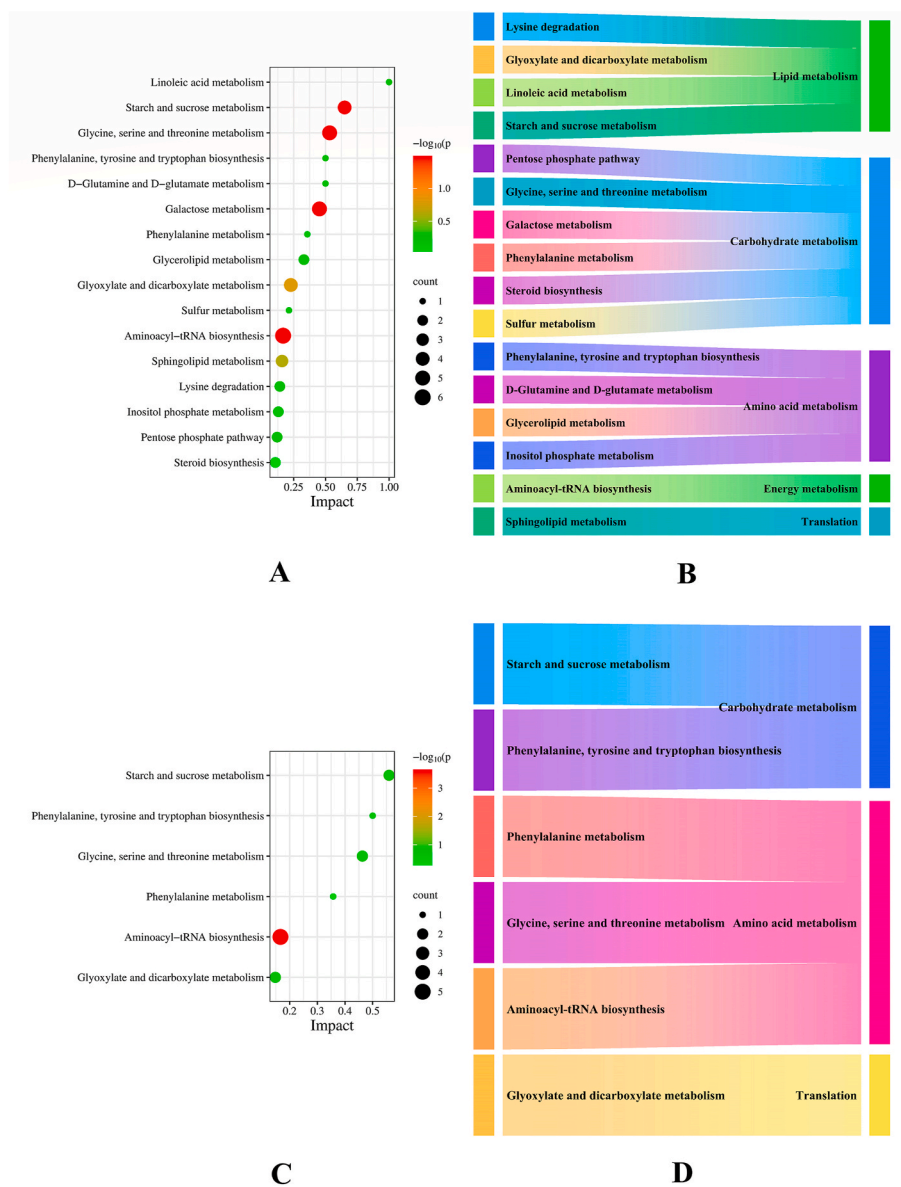 Linoleic acid metabolism
Starch and sucrose metabolism
Glycine, serine and threonine metabolism
Phenylalanine, tyrosine and tryptophan biosynthesis
D−Glutamine and D−glutamate metabolism
Galactose metabolism
Phenylalanine metabolism
Glycerolipid metabolism
Glyoxylate and dicarboxylate metabolism
Sulfur metabolism
Aminoacyl−tRNA biosynthesis
Sphingolipid metabolism
Lysine degradation
Inositol phosphate metabolism
Pentose phosphate pathway
Steroid biosynthesis
0.25 0.50 0.75 1.00
Impact
−log10(p
1.0
0.5
count
1
2
3
4
5
6
A
Lysine degradation
Glyoxylate and dicarboxylate metabolism
Lipid metabolism
Linoleic acid metabolism
Starch and sucrose metabolism
Pentose phosphate pathway
Glycine, serine and threonine metabolism
Galactose metabolism
Carbohydrate metabolism
Phenylalanine metabolism
Steroid biosynthesis
Sulfur metabolism
Phenylalanine, tyrosine and tryptophan biosynthesis
D-Glutamine and D-glutamate metabolism
Amino acid metabolism
Glycerolipid metabolism
Inositol phosphate metabolism
Aminoacyl-tRNA biosynthesis Energy metabolism
Sphingolipid metabolism Translation
B
Starch and sucrose metabolism
Phenylalanine, tyrosine and tryptophan biosynthesis
Glycine, serine and threonine metabolism
Phenylalanine metabolism
Aminoacyl−tRNA biosynthesis
Glyoxylate and dicarboxylate metabolism
0.2 0.3 0.4 0.5
Impact
−log10(p
3
2
1
count
1
2
3
4
5
C
Starch and sucrose metabolism
Carbohydrate metabolism
Phenylalanine, tyrosine and tryptophan biosynthesis
Phenylalanine metabolism
Glycine, serine and threonine metabolism Amino acid metabolism
Aminoacyl-tRNA biosynthesis
Glyoxylate and dicarboxylate metabolism Translation
D